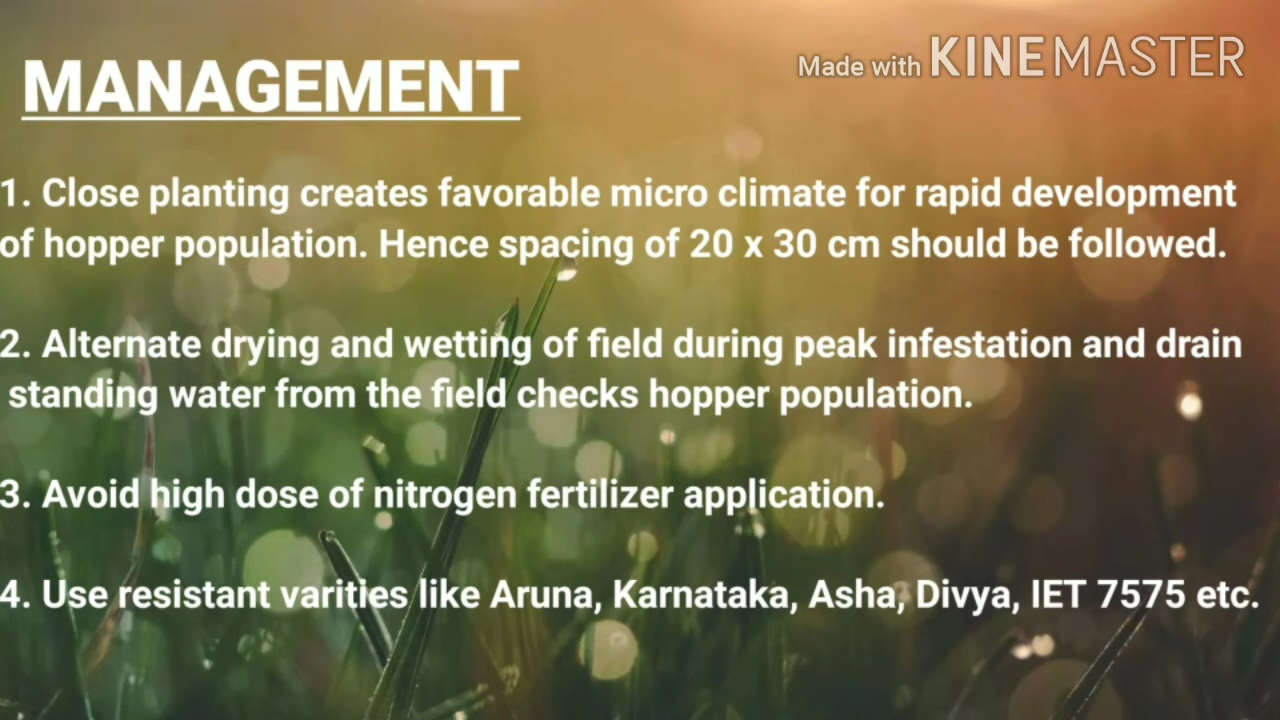 Made with KINEMASTER
MANAGEMENT
1. Close planting creates favorable micro climate for rapid development
of hopper population. Hence spacing of 20 x 30 cm should be followed.
2. Alternate drying and wetting of field during peak infestation and drain
standing water from the field checks hopper population.
3. Avoid high dose of nitrogen fertilizer application.
4. Use resistant varities like Aruna, Karnataka, Asha, Divya, IET 7575 etc.